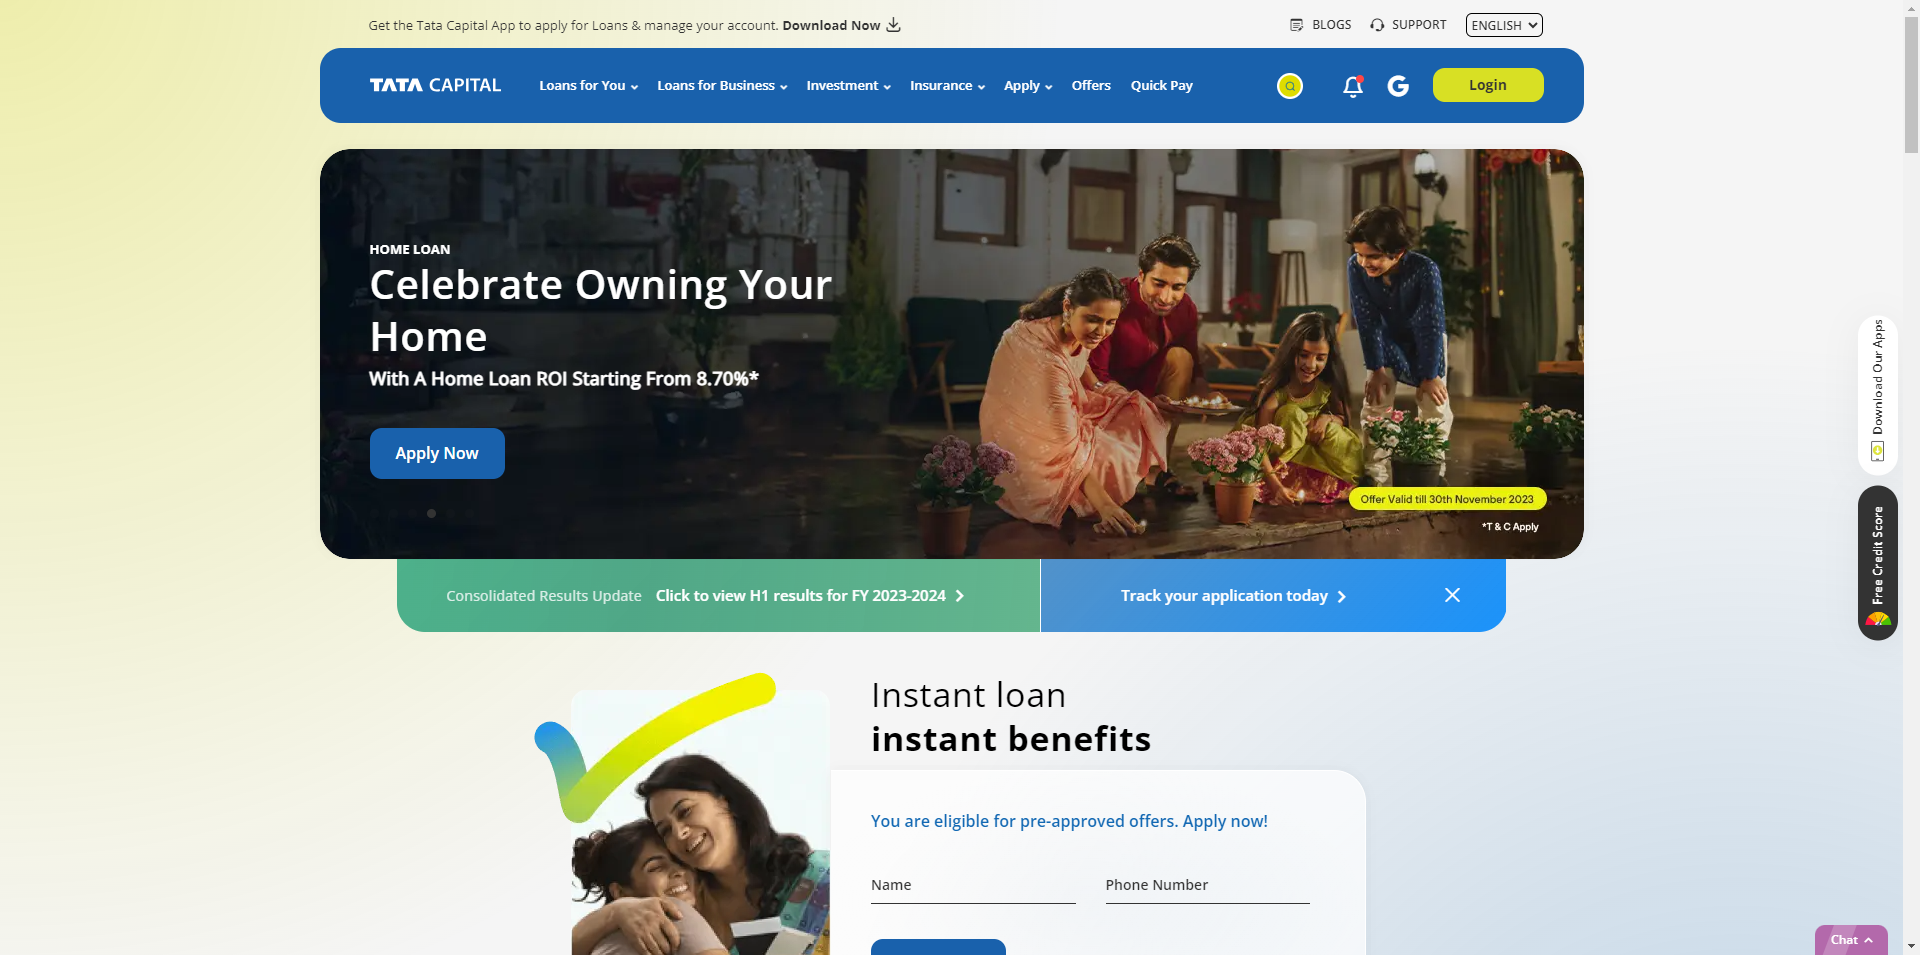 Get the Tata Capital App to apply for Loans & manage your account. Download Now
BLOGS
SUPPORT
ENGLISH
TATA CAPITAL
Loans for You
Loans for Business
Investment
Insurance
Apply
Offers
Quick Pay
Login
HOME LOAN
Celebrate Owning Your
Home
With A Home Loan ROI Starting From 8.70%*
Apply Now
Offer Valid till 30th November 2023
*T & C Apply
Download Our Apps
Free Credit Score
Consolidated Results Update Click to view H1 results for FY 2023-2024
Track your application today
Instant loan
instant benefits
You are eligible for pre-approved offers. Apply now!
Name
Phone Number
Chat